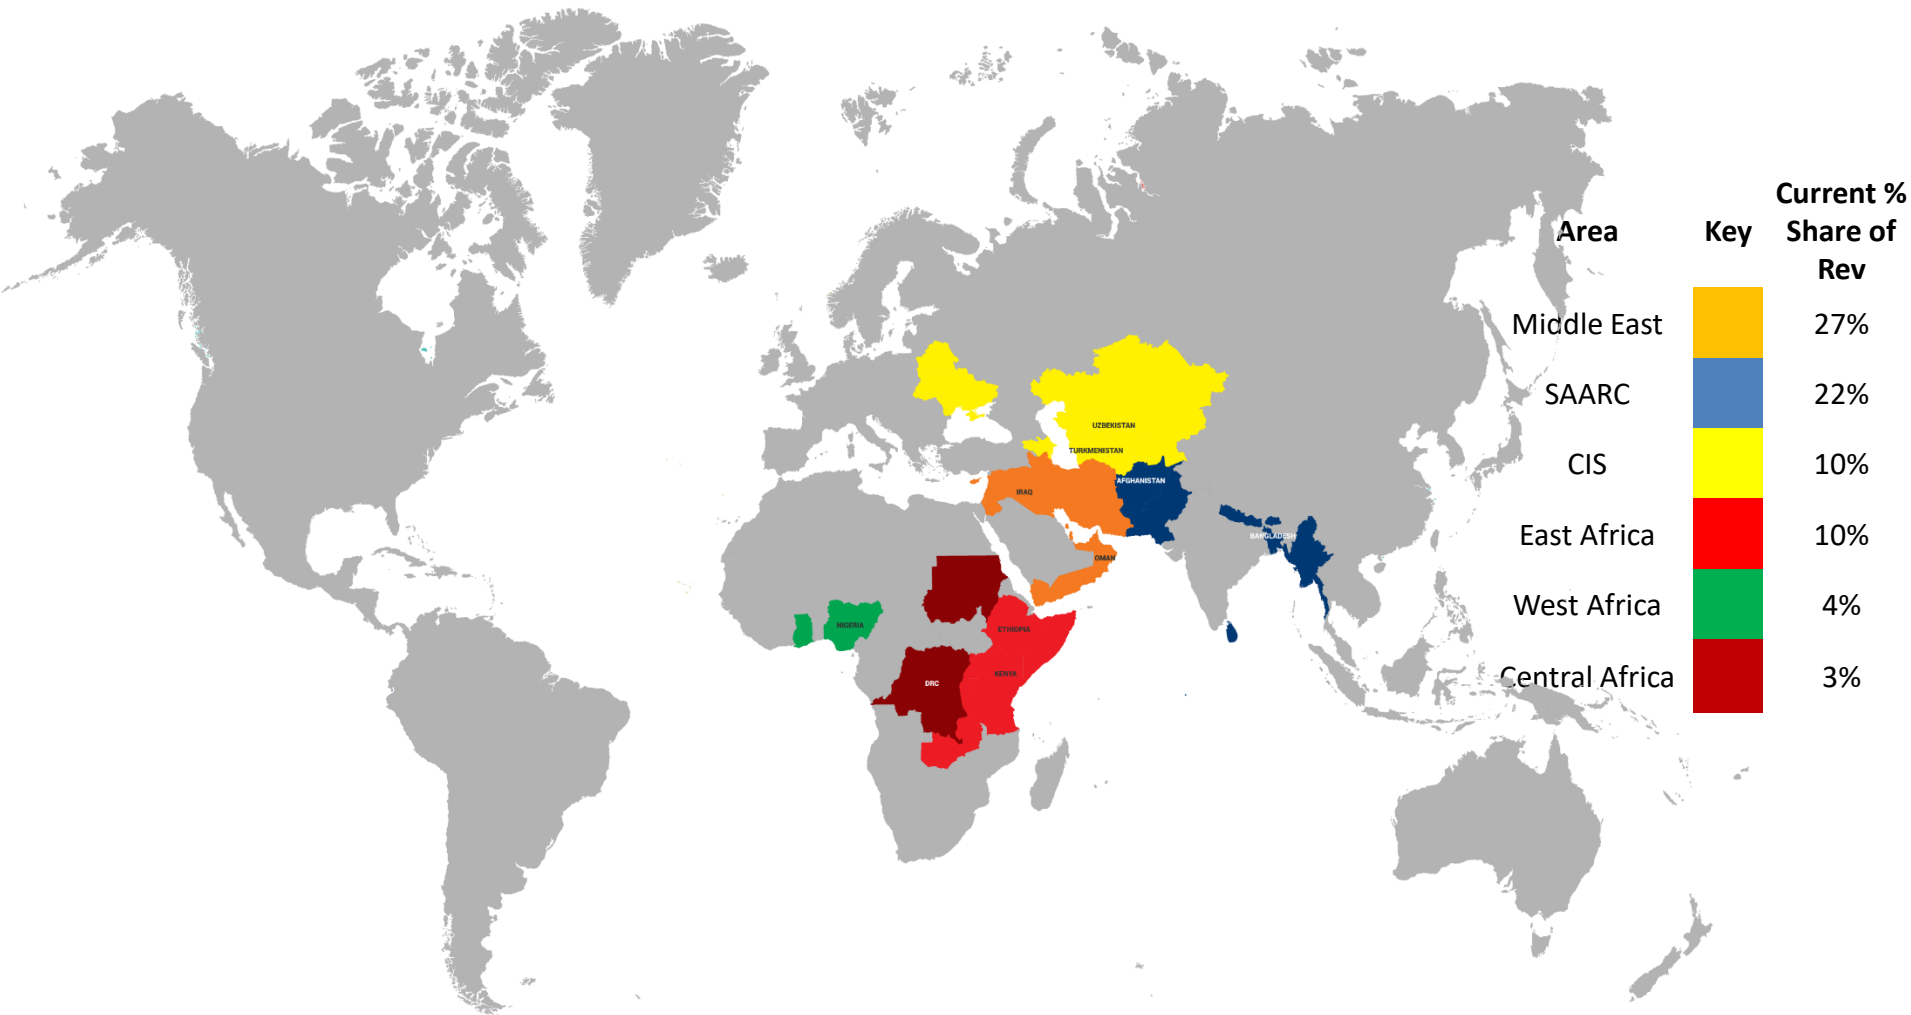 Current %
Area Key Share of
Rev
Middle East 27%
SAARC 22%
CIS 10%
East Africa 10%
West Africa 4%
Central Africa 3%
UZBEKISTAN
TURKMENISTAN
AFGHANISTAN
IRAQ
BANGLADESH
OMAN
NIGERIA
ETHIOPIA
KENYA
DRC